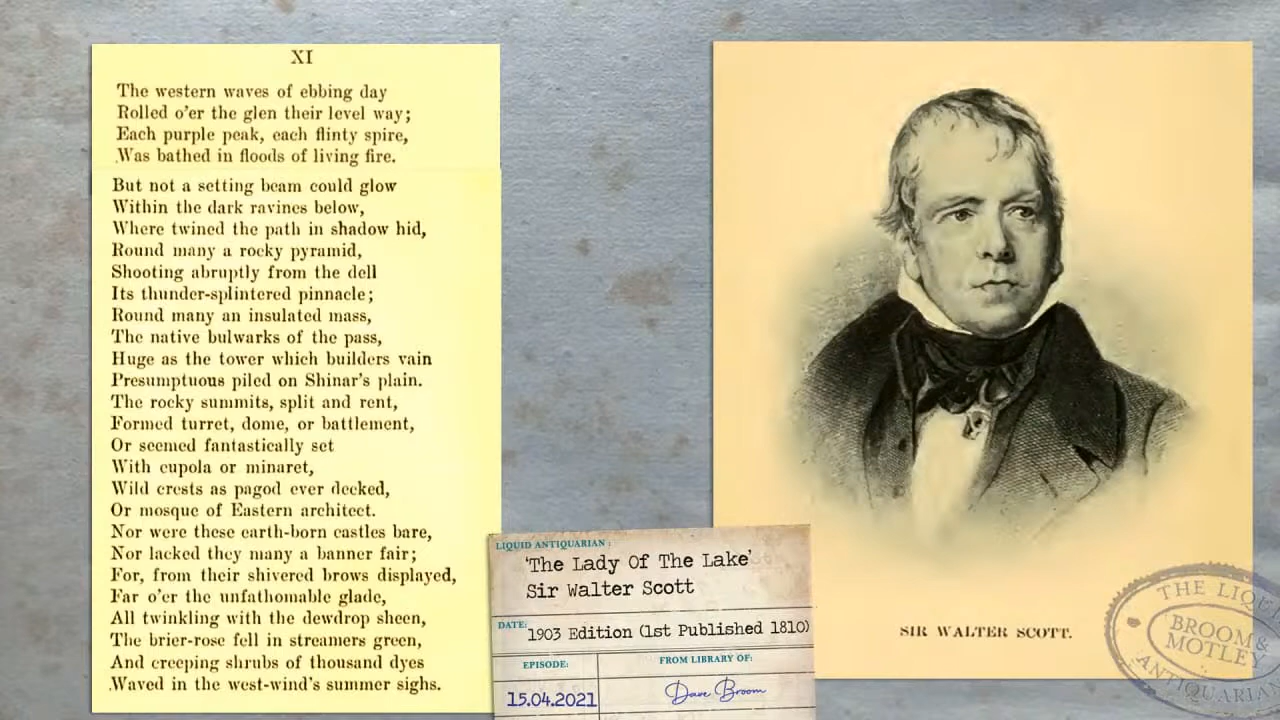 XI
The western waves of ebbing day
Rolled o'er the glen their level way;
Each purple peak, each flinty spire,
Was bathed in floods of living fire.
But not a setting beam could glow
Within the dark ravines below,
Where twined the path in shadow hid,
Round many a rocky pyramid,
Shooting abruptly from the dell
Its thunder-splintered pinnacle;
Round many an insulated mass,
The native bulwarks of the pass,
Huge as the tower which builders vain
Presumptuous piled on Shinar's plain.
The rocky summits, split and rent,
Formed turret, dome, or battlement,
Or seemed fantastically set
With cupola or minaret,
Wild crests as pagod ever decked,
Or mosque of Eastern architect.
Nor were these earth-born castles bare,
Nor lacked they many a banner fair;
For, from their shivered brows displayed,
Far o'er the unfathomable glade,
All twinkling with the dewdrop sheen,
The brier-rose fell in streamers green,
And creeping shrubs of thousand dyes
Waved in the west-wind's summer sighs.
SIR WALTER SCOTT.
LIQUID ANTIQUARIAN :
'The Lady Of The Lake'
Sir Walter Scott
DATE: 1903 Edition (1st Published 1810)
EPISODE: FROM LIBRARY OF:
15.04.2021 Dave Broom
THE LIQU
BROOM &
MOTLEY
ANTIQUARIAN